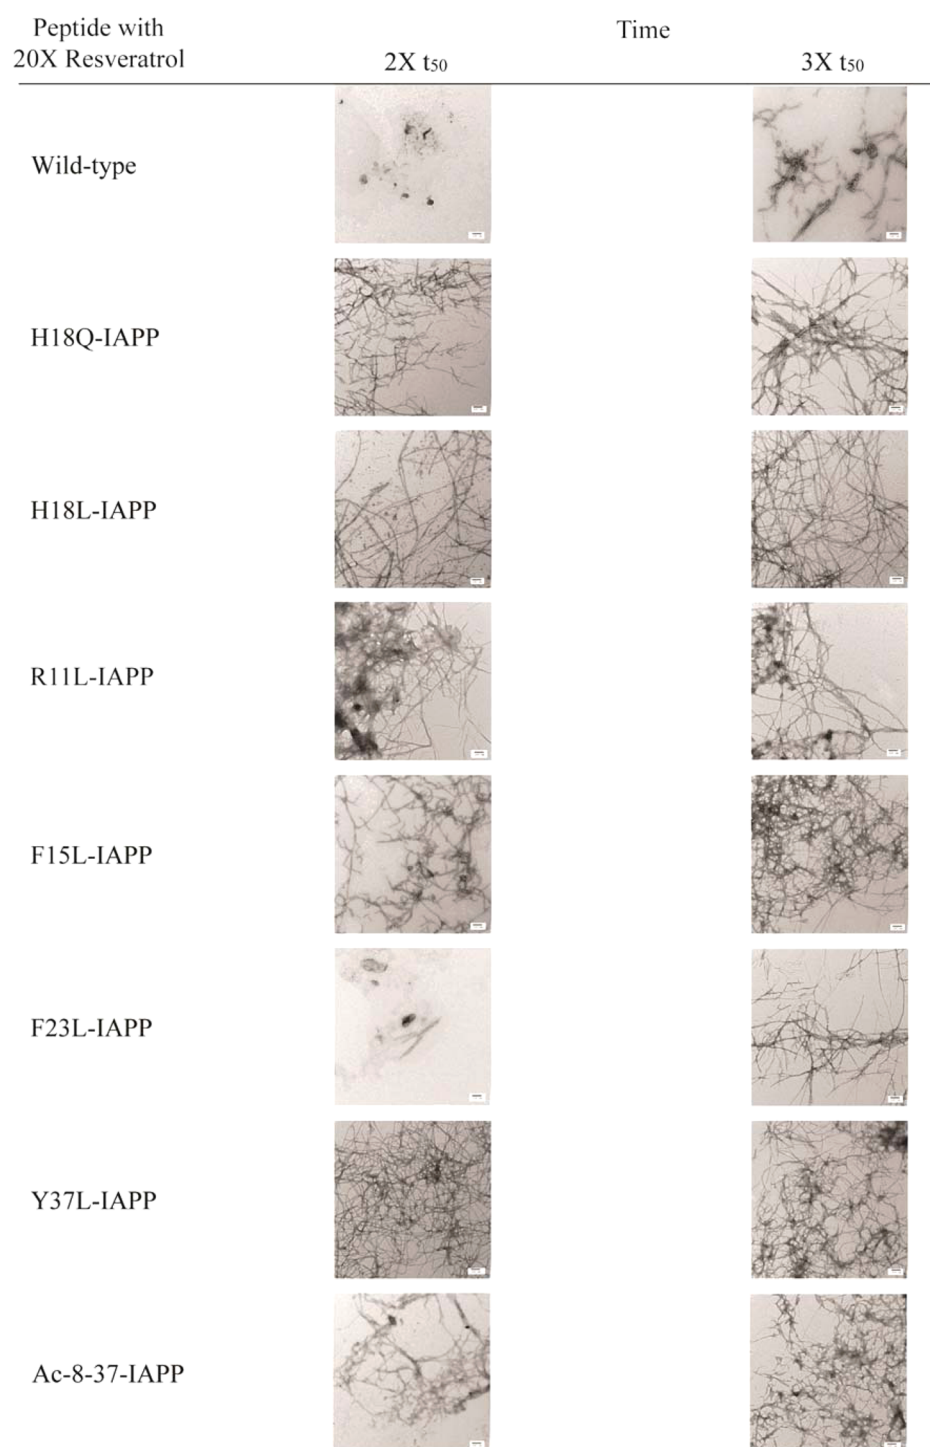 Peptide with
20X Resveratrol
Time
2X t₅₀
3X t₅₀
Wild-type
H18Q-IAPP
H18L-IAPP
R11L-IAPP
F15L-IAPP
F23L-IAPP
Y37L-IAPP
Ac-8-37-IAPP